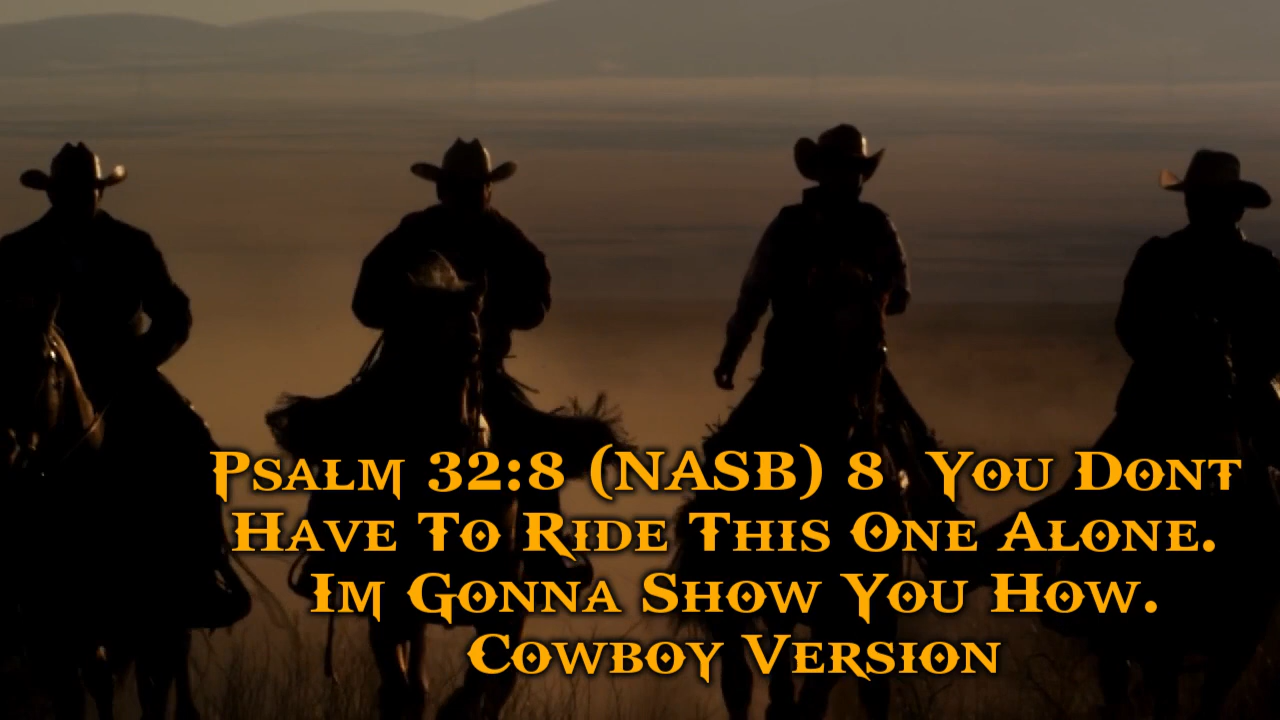 Psalm 32:8 (NASB) 8  You Dont
Have To Ride This One Alone.
Im Gonna Show You How.
Cowboy Version